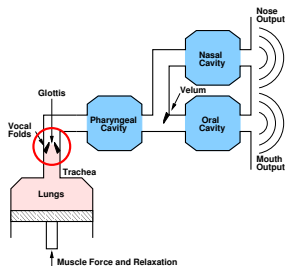 Nose
Output
Nasal
Cavity
Glottis
Velum
Pharyngeal
Cavity
Oral
Cavity
Vocal
Folds
Mouth
Output
Trachea
Lungs
Muscle Force and Relaxation